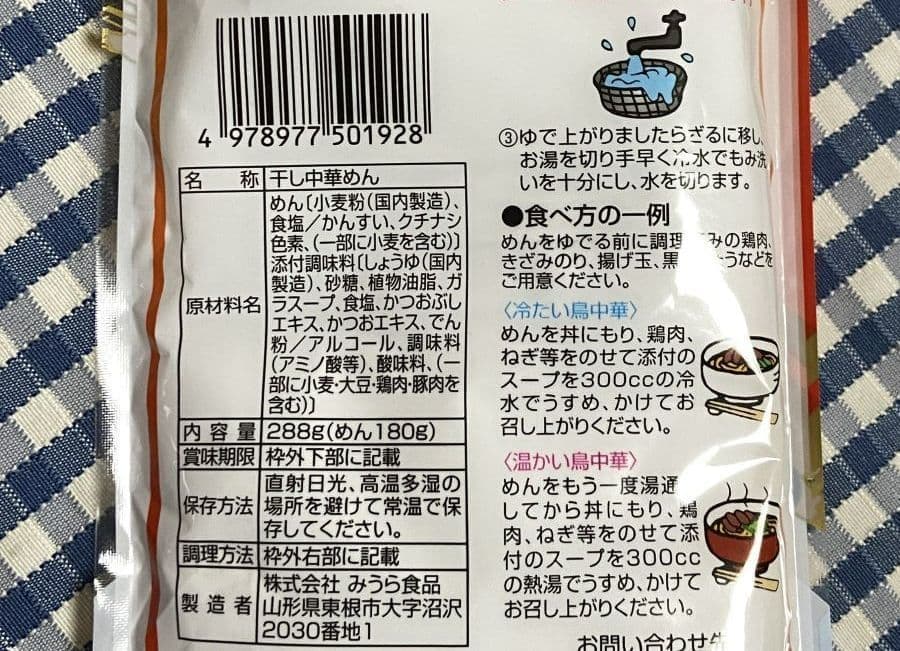 4 978977 501928
名称 干し中華めん
原材料名
めん〔小麦粉(国内製造)、
食塩/かんすい、クチナシ
色素、(一部に小麦を含む)〕
添付調味料〔しょうゆ(国内
製造)、砂糖、植物油脂、ガ
ラスープ、食塩、かつおぶし
エキス、かつおエキス、でん
粉/アルコール、調味料
(アミノ酸等)、酸味料、(一
部に小麦・大豆・鶏肉・豚肉を
含む)〕
内容量 288g(めん180g)
賞味期限 枠外下部に記載
保存方法
直射日光、高温多湿の
場所を避けて常温で保
存してください。
調理方法 枠外右部に記載
製造者
株式会社 みうら食品
山形県東根市大字沼沢
2030番地1
③ゆで上がりましたらざるに移し、
お湯を切り手早く冷水でもみ洗
いを十分にし、水を切ります。
●食べ方の一例
めんをゆでる前に調理みの鶏肉、
きざみのり、揚げ玉、黒うなどを
ご用意ください。
〈冷たい鳥中華〉
めんを丼にもり、鶏肉、
ねぎ等をのせて添付の
スープを300ccの冷
水でうすめ、かけてお
召し上がりください。
〈温かい鳥中華〉
めんをもう一度湯通
してから丼にもり、鶏
肉、ねぎ等をのせて添
付のスープを300cc
の熱湯でうすめ、かけて
お召し上がりください。
お問い合わせ先